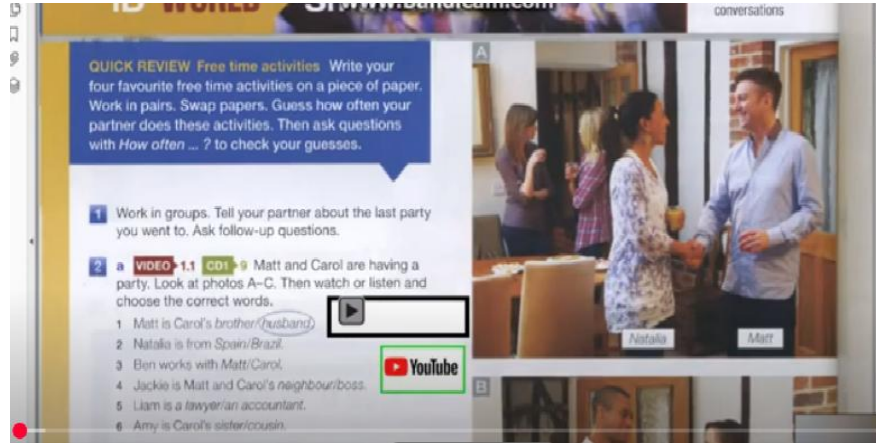 1D WORLD
www.bandicam.com
conversations
QUICK REVIEW Free time activities Write your
four favourite free time activities on a piece of paper.
Work in pairs. Swap papers. Guess how often your
partner does these activities. Then ask questions
with How often ... ? to check your guesses.
A
1 Work in groups. Tell your partner about the last party
you went to. Ask follow-up questions.
2 a VIDEO 1.1 CD1 9 Matt and Carol are having a
party. Look at photos A–C. Then watch or listen and
choose the correct words.
1 Matt is Carol's brother/husband.
2 Natalia is from Spain/Brazil.
3 Ben works with Matt/Carol.
4 Jackie is Matt and Carol's neighbour/boss.
5 Liam is a lawyer/an accountant.
6 Amy is Carol's sister/cousin.
Natalia
Matt
YouTube
B